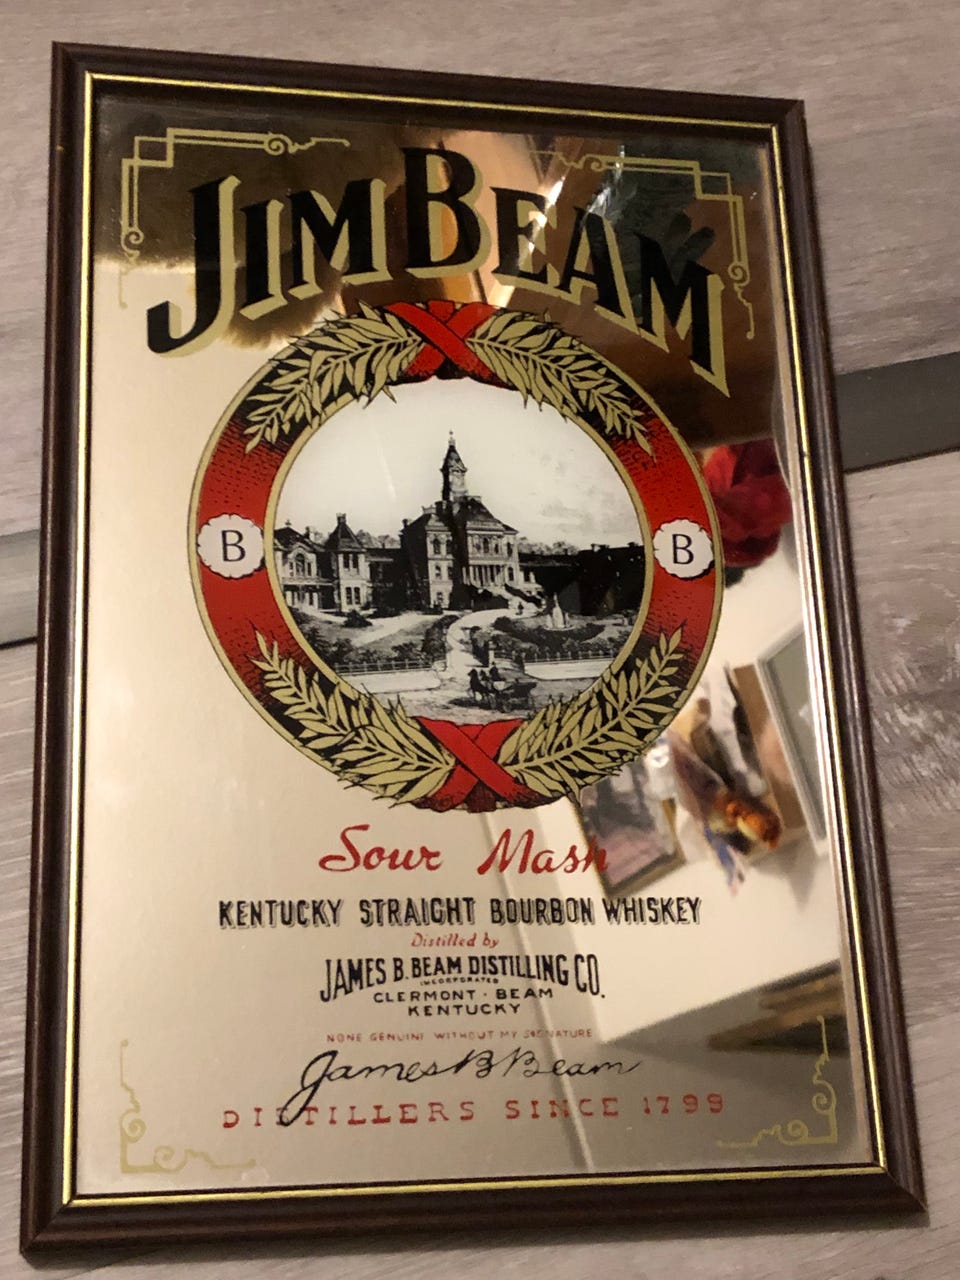 JIM BEAM
B B
Sour Mash
KENTUCKY STRAIGHT BOURBON WHISKEY
Distilled by
JAMES B. BEAM DISTILLING CO.
INCORPORATED
CLERMONT · BEAM
KENTUCKY
NONE GENUINE WITHOUT MY SIGNATURE
James B Beam
DISTILLERS SINCE 1799